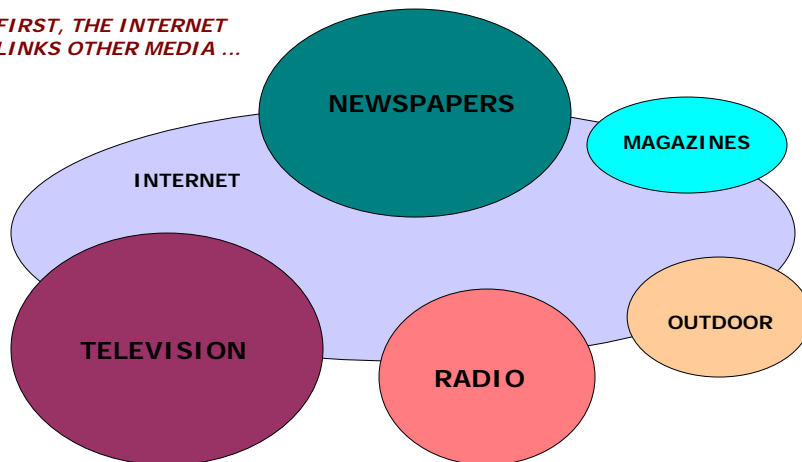 FIRST, THE INTERNET
LINKS OTHER MEDIA ...
NEWSPAPERS
MAGAZINES
INTERNET
OUTDOOR
TELEVISION
RADIO